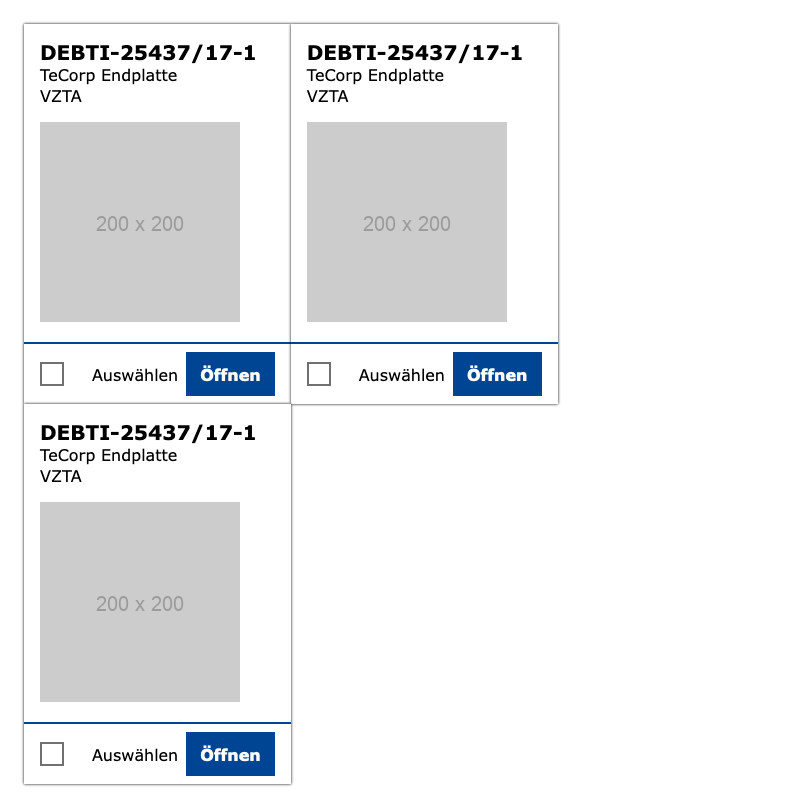 DEBTI-25437/17-1
TeCorp Endplatte
VZTA
200 x 200
Auswählen Öffnen
DEBTI-25437/17-1
TeCorp Endplatte
VZTA
200 x 200
Auswählen Öffnen
DEBTI-25437/17-1
TeCorp Endplatte
VZTA
200 x 200
Auswählen Öffnen